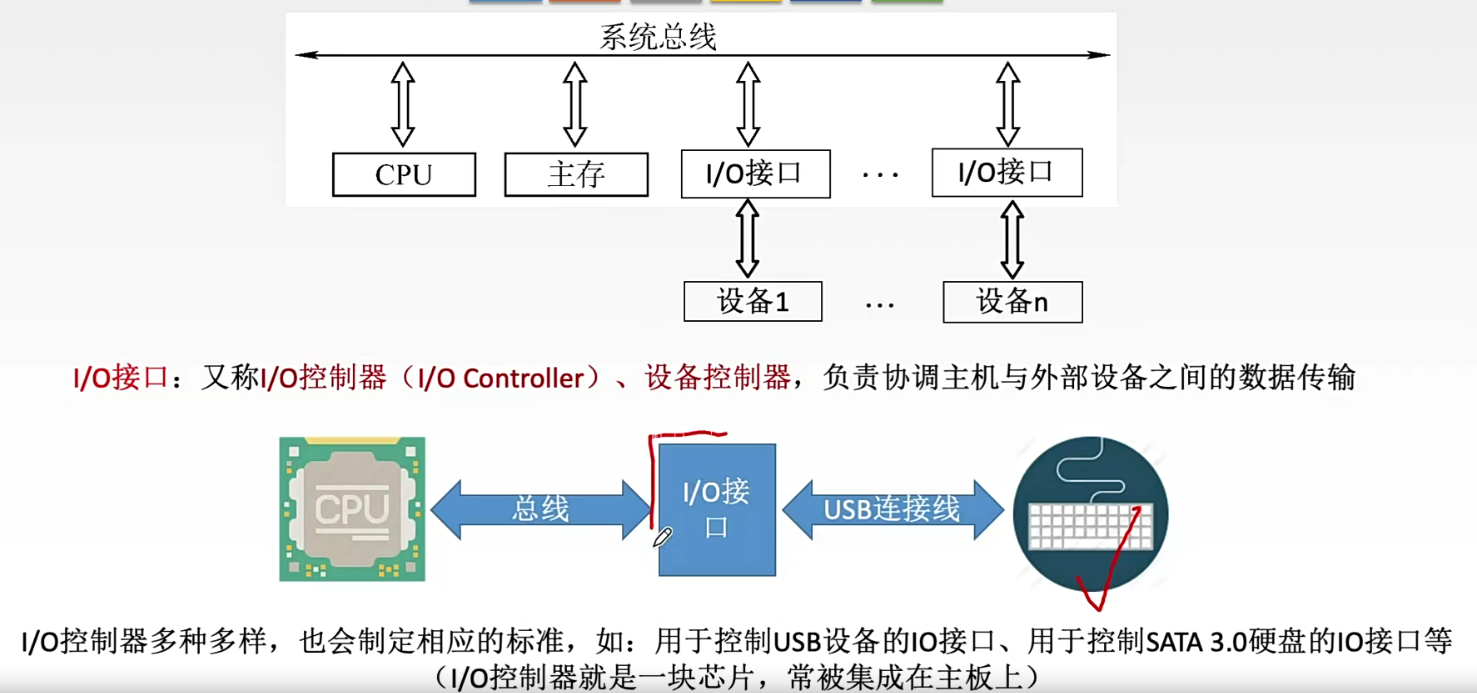 系统总线
CPU 主存 I/O接口 ... I/O接口
设备1 ... 设备n
I/O接口：又称I/O控制器（I/O Controller）、设备控制器，负责协调主机与外部设备之间的数据传输
CPU 总线 I/O接口 USB连接线
I/O控制器多种多样，也会制定相应的标准，如：用于控制USB设备的IO接口、用于控制SATA 3.0硬盘的IO接口等
（I/O控制器就是一块芯片，常被集成在主板上）